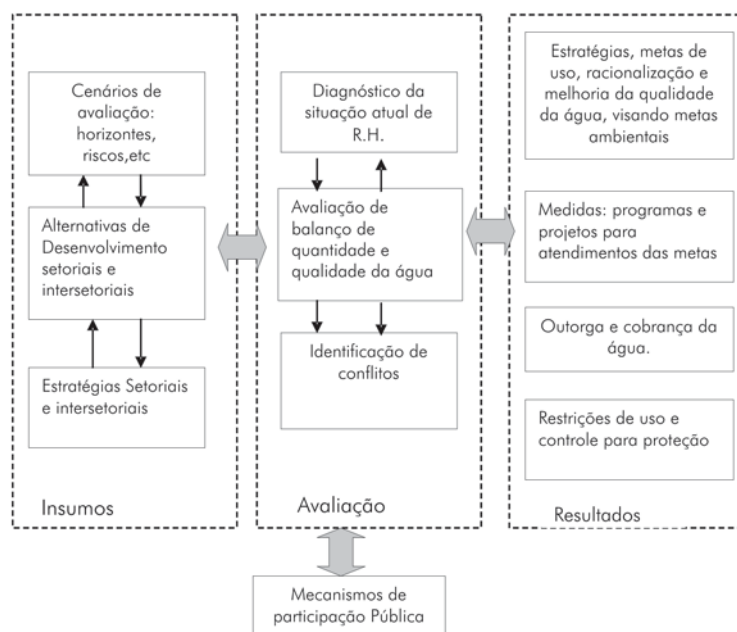 Cenários de
avaliação:
horizontes,
riscos,etc
Alternativas de
Desenvolvimento
setoriais e
intersetoriais
Estratégias Setoriais
e intersetoriais
Insumos
Diagnóstico da
situação atual de
R.H.
Avaliação de
balanço de
quantidade e
qualidade da água
Identificação de
conflitos
Avaliação
Estratégias, metas de
uso, racionalização e
melhoria da qualidade
da água, visando metas
ambientais
Medidas: programas e
projetos para
atendimentos das metas
Outorga e cobrança da
água.
Restrições de uso e
controle para proteção
Resultados
Mecanismos de
participação Pública